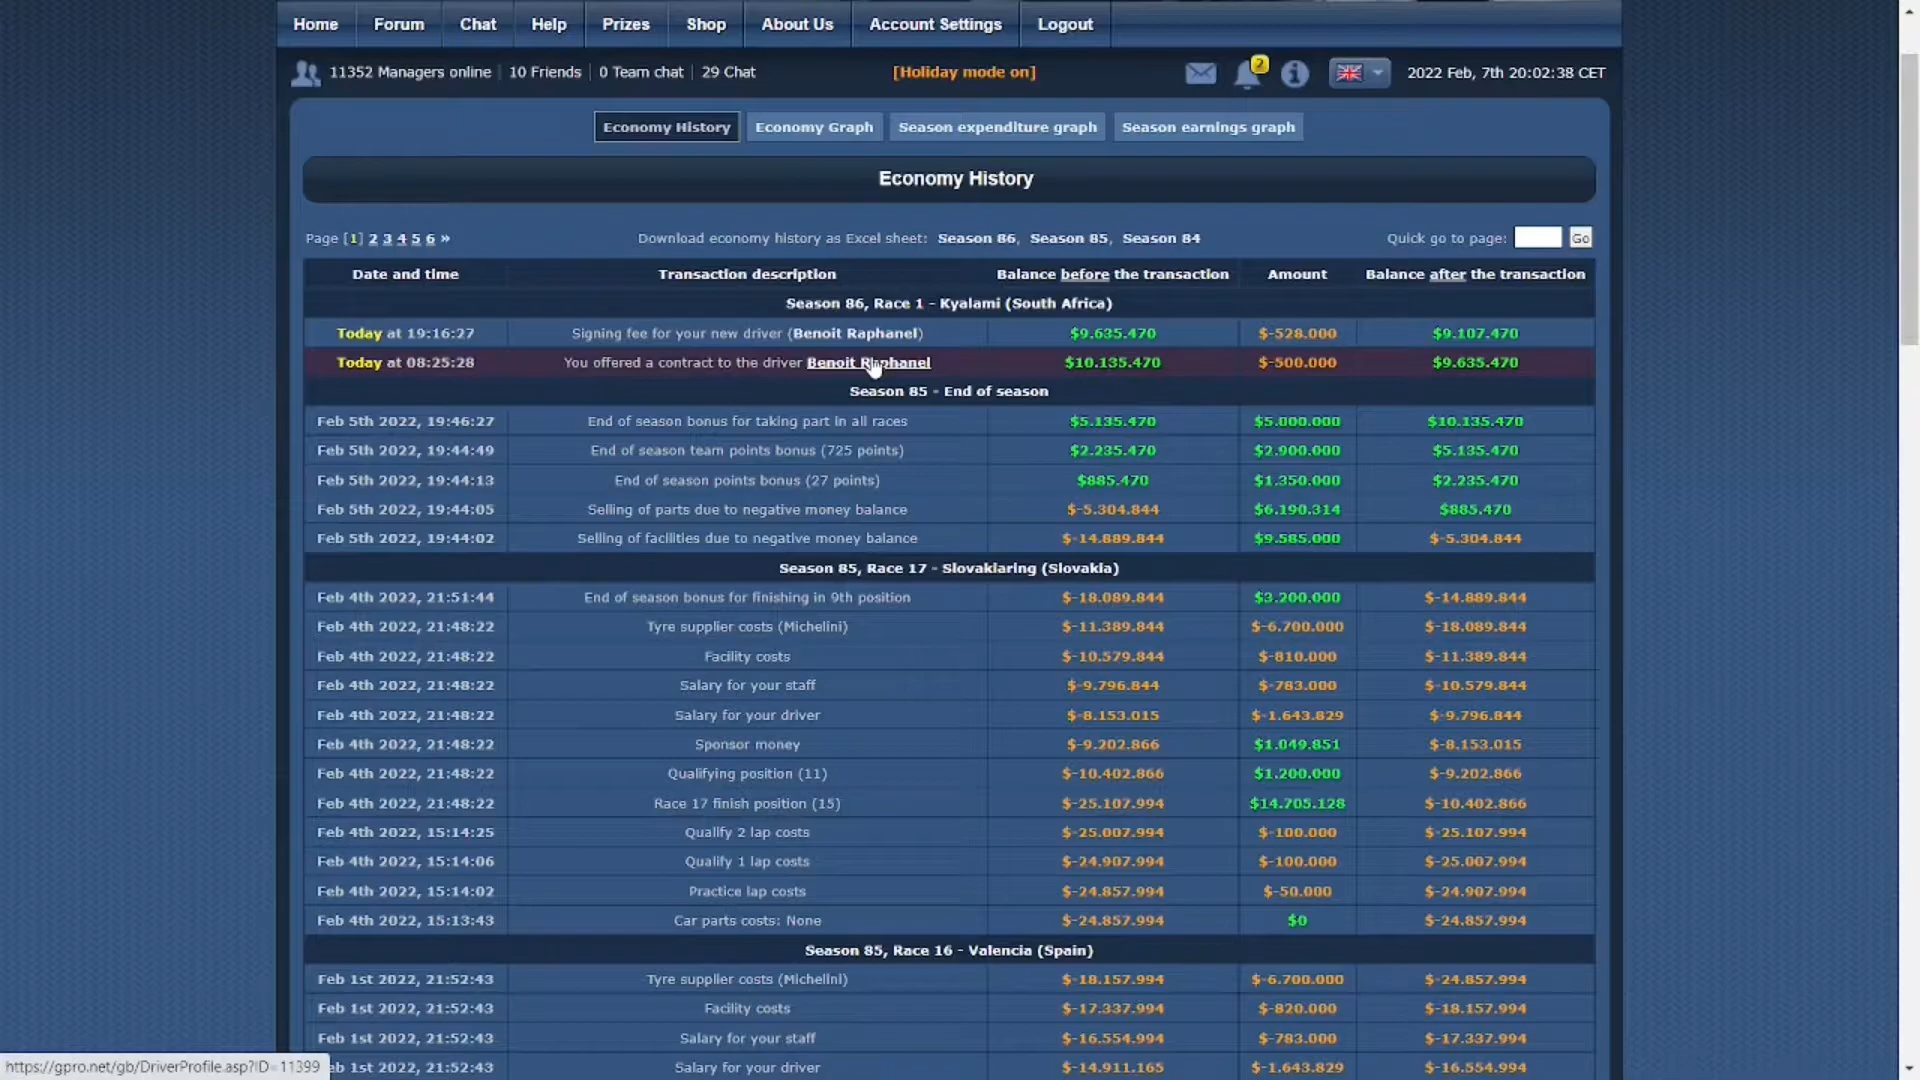 Home Forum Chat Help Prizes Shop About Us Account Settings Logout
11352 Managers online 10 Friends 0 Team chat 29 Chat [Holiday mode on] 2 2022 Feb, 7th 20:02:38 CET
Economy History Economy Graph Season expenditure graph Season earnings graph
Economy History
Page [1] 2 3 4 5 6 » Download economy history as Excel sheet: Season 86, Season 85, Season 84 Quick go to page: Go
Date and time Transaction description Balance before the transaction Amount Balance after the transaction
Season 86, Race 1 - Kyalami (South Africa)
Today at 19:16:27 Signing fee for your new driver (Benoit Raphanel) $9.635.470 $-528.000 $9.107.470
Today at 08:25:28 You offered a contract to the driver Benoit Raphanel $10.135.470 $-500.000 $9.635.470
Season 85 - End of season
Feb 5th 2022, 19:46:27 End of season bonus for taking part in all races $5.135.470 $5.000.000 $10.135.470
Feb 5th 2022, 19:44:49 End of season team points bonus (725 points) $2.235.470 $2.900.000 $5.135.470
Feb 5th 2022, 19:44:13 End of season points bonus (27 points) $885.470 $1.350.000 $2.235.470
Feb 5th 2022, 19:44:05 Selling of parts due to negative money balance $-5.304.844 $6.190.314 $885.470
Feb 5th 2022, 19:44:02 Selling of facilities due to negative money balance $-14.889.844 $9.585.000 $-5.304.844
Season 85, Race 17 - Slovakiaring (Slovakia)
Feb 4th 2022, 21:51:44 End of season bonus for finishing in 9th position $-18.089.844 $3.200.000 $-14.889.844
Feb 4th 2022, 21:48:22 Tyre supplier costs (Michelini) $-11.389.844 $-6.700.000 $-18.089.844
Feb 4th 2022, 21:48:22 Facility costs $-10.579.844 $-810.000 $-11.389.844
Feb 4th 2022, 21:48:22 Salary for your staff $-9.796.844 $-783.000 $-10.579.844
Feb 4th 2022, 21:48:22 Salary for your driver $-8.153.015 $-1.643.829 $-9.796.844
Feb 4th 2022, 21:48:22 Sponsor money $-9.202.866 $1.049.851 $-8.153.015
Feb 4th 2022, 21:48:22 Qualifying position (11) $-10.402.866 $1.200.000 $-9.202.866
Feb 4th 2022, 21:48:22 Race 17 finish position (15) $-25.107.994 $14.705.128 $-10.402.866
Feb 4th 2022, 15:14:25 Qualify 2 lap costs $-25.007.994 $-100.000 $-25.107.994
Feb 4th 2022, 15:14:06 Qualify 1 lap costs $-24.907.994 $-100.000 $-25.007.994
Feb 4th 2022, 15:14:02 Practice lap costs $-24.857.994 $-50.000 $-24.907.994
Feb 4th 2022, 15:13:43 Car parts costs: None $-24.857.994 $0 $-24.857.994
Season 85, Race 16 - Valencia (Spain)
Feb 1st 2022, 21:52:43 Tyre supplier costs (Michelini) $-18.157.994 $-6.700.000 $-24.857.994
Feb 1st 2022, 21:52:43 Facility costs $-17.337.994 $-820.000 $-18.157.994
Feb 1st 2022, 21:52:43 Salary for your staff $-16.554.994 $-783.000 $-17.337.994
eb 1st 2022, 21:52:43 Salary for your driver $-14.911.165 $-1.643.829 $-16.554.994
https://gpro.net/gb/DriverProfile.asp?ID=11399